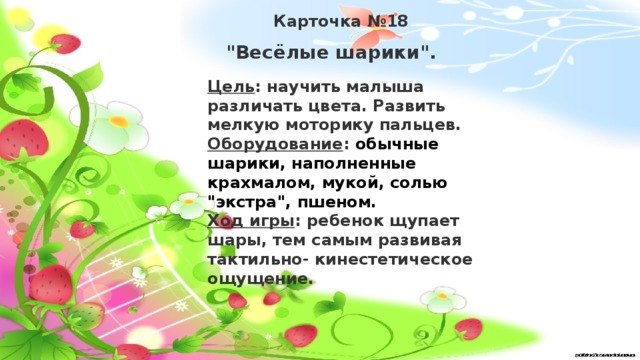 Карточка №18
"Весёлые шарики".
Цель: научить малыша
различать цвета. Развить
мелкую моторику пальцев.
Оборудование: обычные
шарики, наполненные
крахмалом, мукой, солью
"экстра", пшеном.
Ход игры: ребенок щупает
шары, тем самым развивая
тактильно- кинестетическое
ощущение.